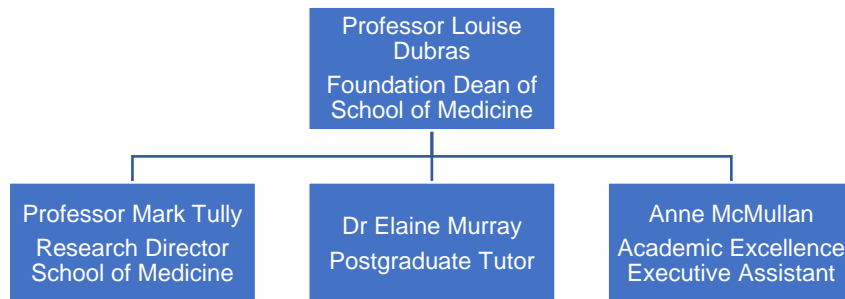 Professor Louise
Dubras
Foundation Dean of
School of Medicine
Professor Mark Tully
Research Director
School of Medicine
Dr Elaine Murray
Postgraduate Tutor
Anne McMullan
Academic Excellence
Executive Assistant